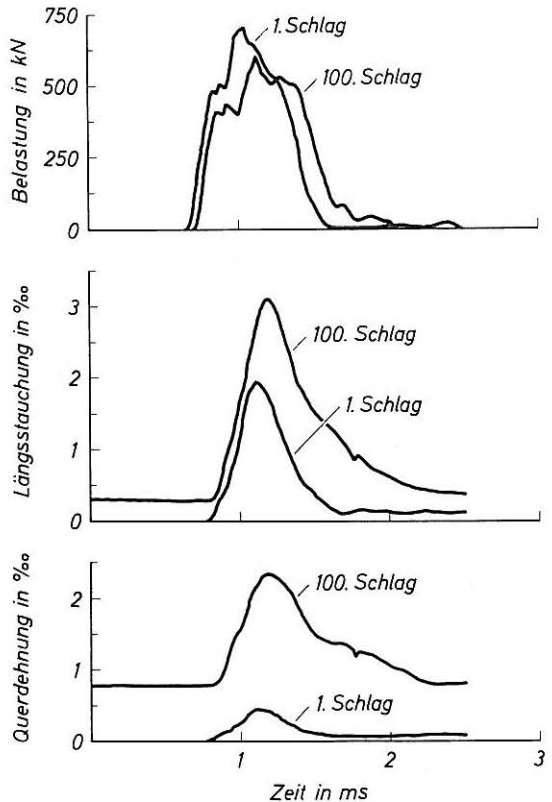 Belastung in kN
750
500
250
0
1. Schlag
100. Schlag
Längsstauchung in ‰
3
2
1
0
100. Schlag
1. Schlag
Querdehnung in ‰
2
1
0
100. Schlag
1. Schlag
1
2
3
Zeit in ms